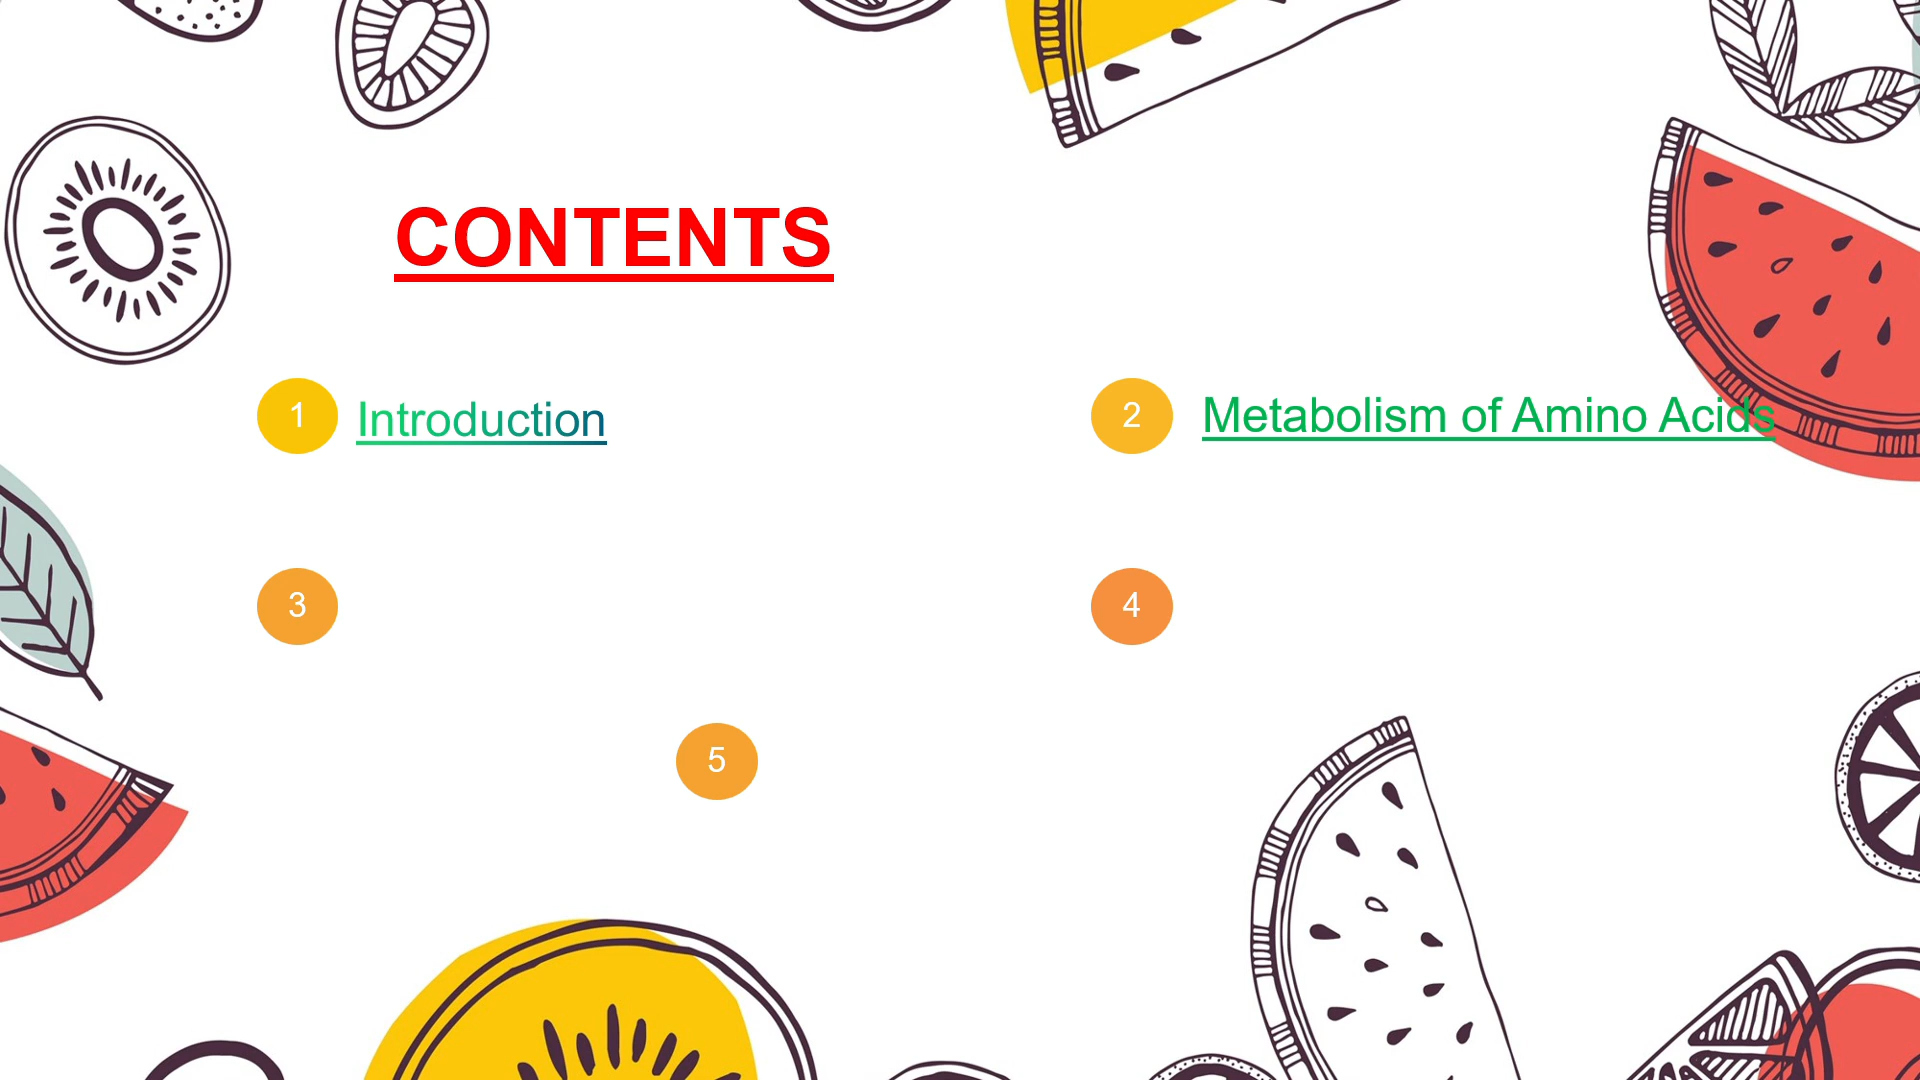 CONTENTS
1 Introduction
2 Metabolism of Amino Acids
3
4
5